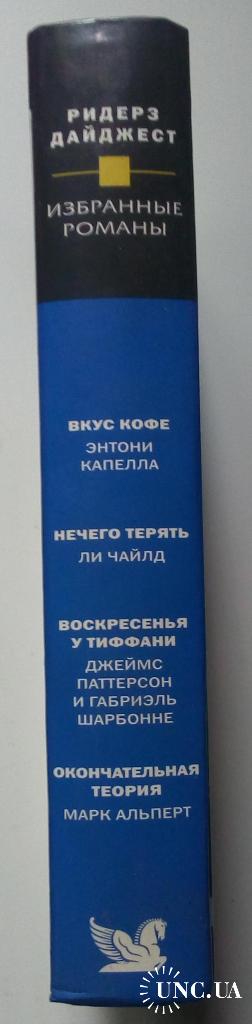 РИДЕРЗ
ДАЙДЖЕСТ
ИЗБРАННЫЕ
РОМАНЫ
ВКУС КОФЕ
ЭНТОНИ
КАПЕЛЛА
НЕЧЕГО ТЕРЯТЬ
ЛИ ЧАЙЛД
ВОСКРЕСЕНЬЯ
У ТИФФАНИ
ДЖЕЙМС
ПАТТЕРСОН
И ГАБРИЭЛЬ
ШАРБОННЕ
ОКОНЧАТЕЛЬНАЯ
ТЕОРИЯ
МАРК АЛЬПЕРТ
UNC.UA